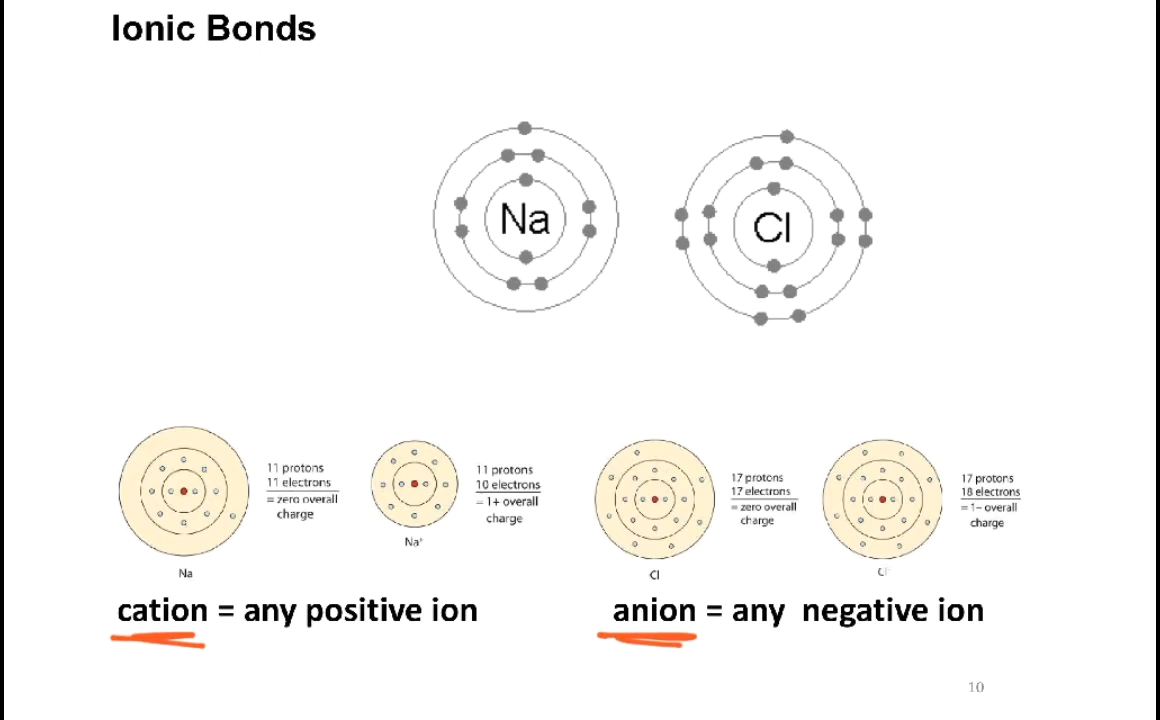 Ionic Bonds
Na
Cl
11 protons
11 electrons
= zero overall
charge
Na
11 protons
10 electrons
= 1+ overall
charge
Na⁺
17 protons
17 electrons
= zero overall
charge
Cl
17 protons
18 electrons
= 1− overall
charge
Cl⁻
cation = any positive ion
anion = any negative ion
10